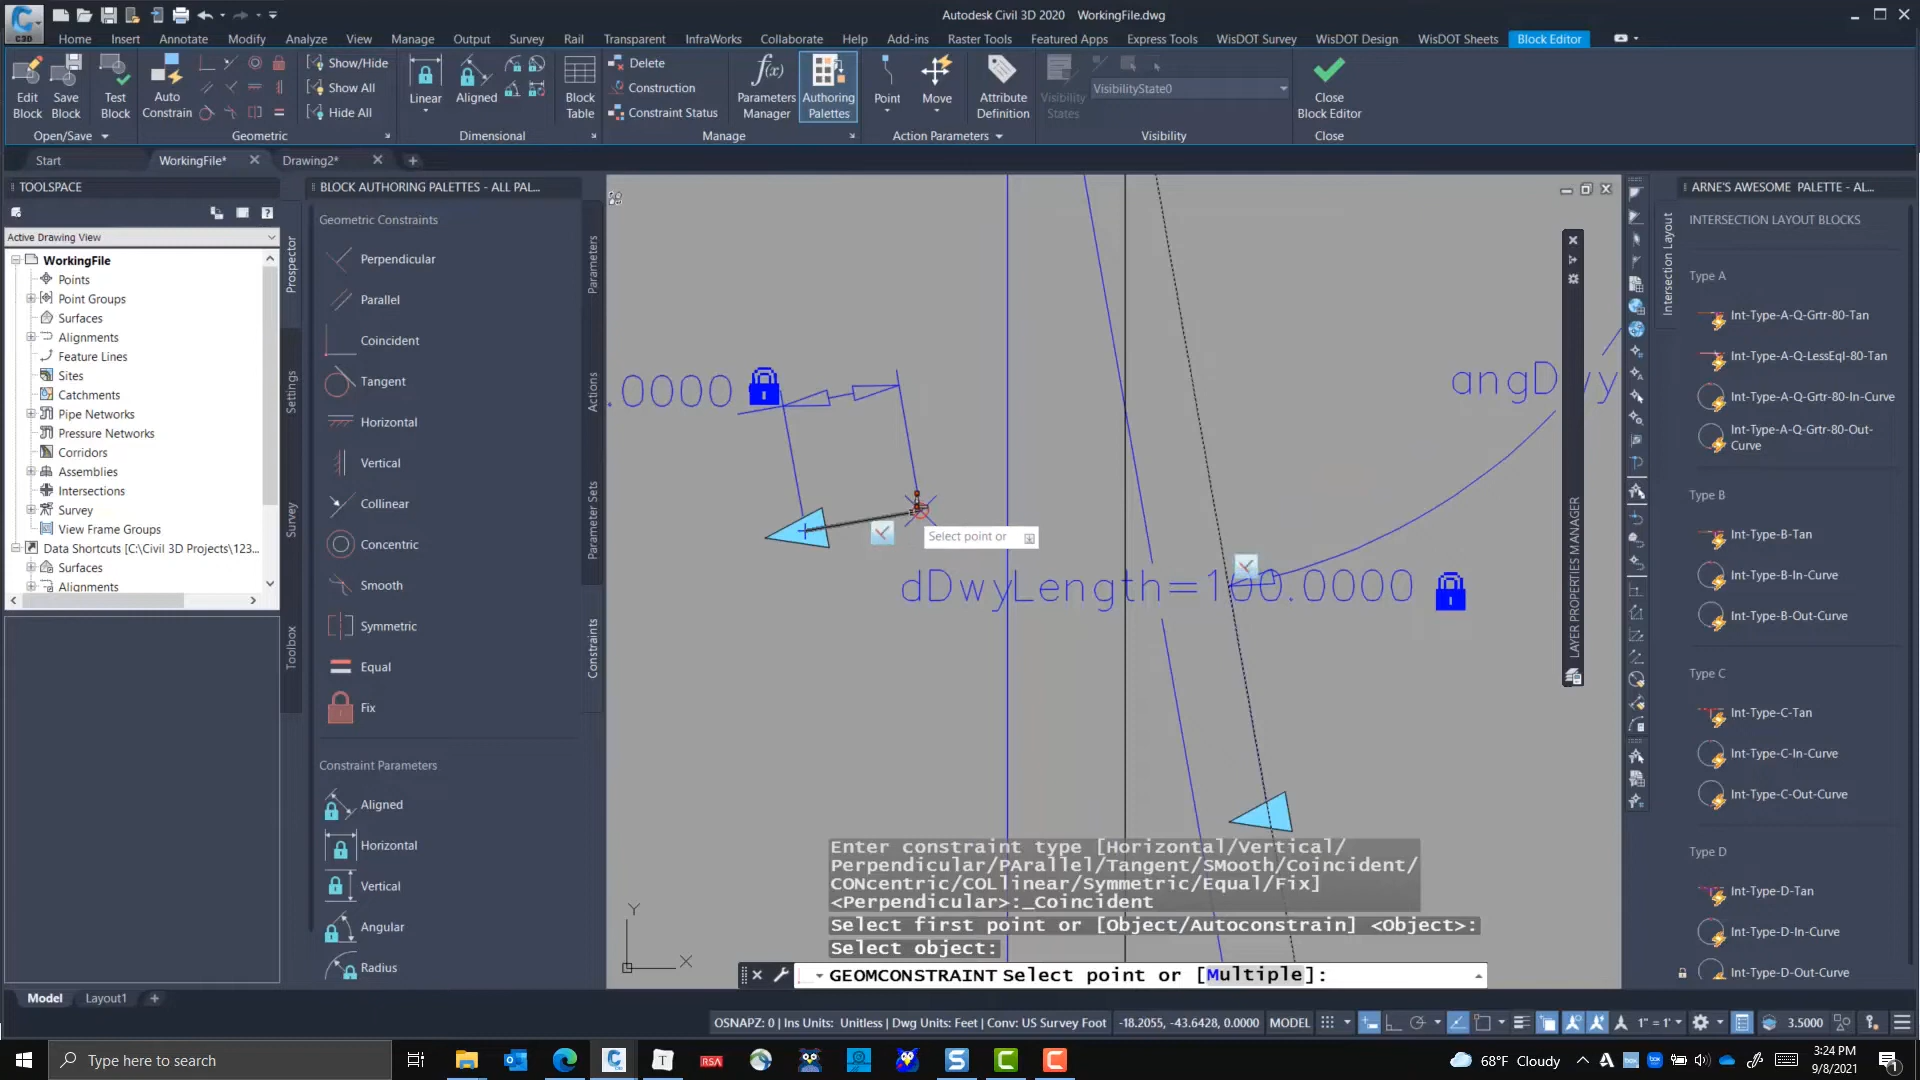 Autodesk Civil 3D 2020 WorkingFile.dwg
C3D
Home Insert Annotate Modify Analyze View Manage Output Survey Rail Transparent InfraWorks Collaborate Help Add-ins Raster Tools Featured Apps Express Tools WisDOT Survey WisDOT Design WisDOT Sheets Block Editor
Edit Block
Save Block
Test Block
Auto Constrain
Show/Hide
Show All
Hide All
Linear
Aligned
Block Table
Delete
Construction
Constraint Status
Parameters Manager
Authoring Palettes
Point
Move
Attribute Definition
Visibility States
VisibilityState0
Close Block Editor
Open/Save
Geometric
Dimensional
Manage
Action Parameters
Visibility
Close
Start
WorkingFile*
Drawing2*
TOOLSPACE
Active Drawing View
WorkingFile
Points
Point Groups
Surfaces
Alignments
Feature Lines
Sites
Catchments
Pipe Networks
Pressure Networks
Corridors
Assemblies
Intersections
Survey
View Frame Groups
Data Shortcuts [C:\Civil 3D Projects\123...
Surfaces
Alignments
Prospector
Settings
Survey
Toolbox
BLOCK AUTHORING PALETTES - ALL PAL...
Geometric Constraints
Perpendicular
Parallel
Coincident
Tangent
Horizontal
Vertical
Collinear
Concentric
Smooth
Symmetric
Equal
Fix
Constraint Parameters
Aligned
Horizontal
Vertical
Angular
Radius
Parameters
Actions
Parameter Sets
Constraints
.0000
angDwy
Select point or
dDwyLength=100.0000
Y
X
LAYER PROPERTIES MANAGER
Enter constraint type [Horizontal/Vertical/
Perpendicular/PArallel/Tangent/SMooth/Coincident/
CONcentric/COLlinear/Symmetric/Equal/Fix]
<Perpendicular>:_Coincident
Select first point or [Object/Autoconstrain] <Object>:
Select object:
GEOMCONSTRAINT Select point or [Multiple]:
ARNE'S AWESOME PALETTE - AL...
Intersection Layout
INTERSECTION LAYOUT BLOCKS
Type A
Int-Type-A-Q-Grtr-80-Tan
Int-Type-A-Q-LessEql-80-Tan
Int-Type-A-Q-Grtr-80-In-Curve
Int-Type-A-Q-Grtr-80-Out-
Curve
Type B
Int-Type-B-Tan
Int-Type-B-In-Curve
Int-Type-B-Out-Curve
Type C
Int-Type-C-Tan
Int-Type-C-In-Curve
Int-Type-C-Out-Curve
Type D
Int-Type-D-Tan
Int-Type-D-In-Curve
Int-Type-D-Out-Curve
Model Layout1
OSNAPZ: 0 | Ins Units: Unitless | Dwg Units: Feet | Conv: US Survey Foot -18.2055, -43.6428, 0.0000 MODEL 1" = 1' 3.5000
Type here to search
T
RSA
S
C
C
68°F Cloudy
3:24 PM
9/8/2021
1